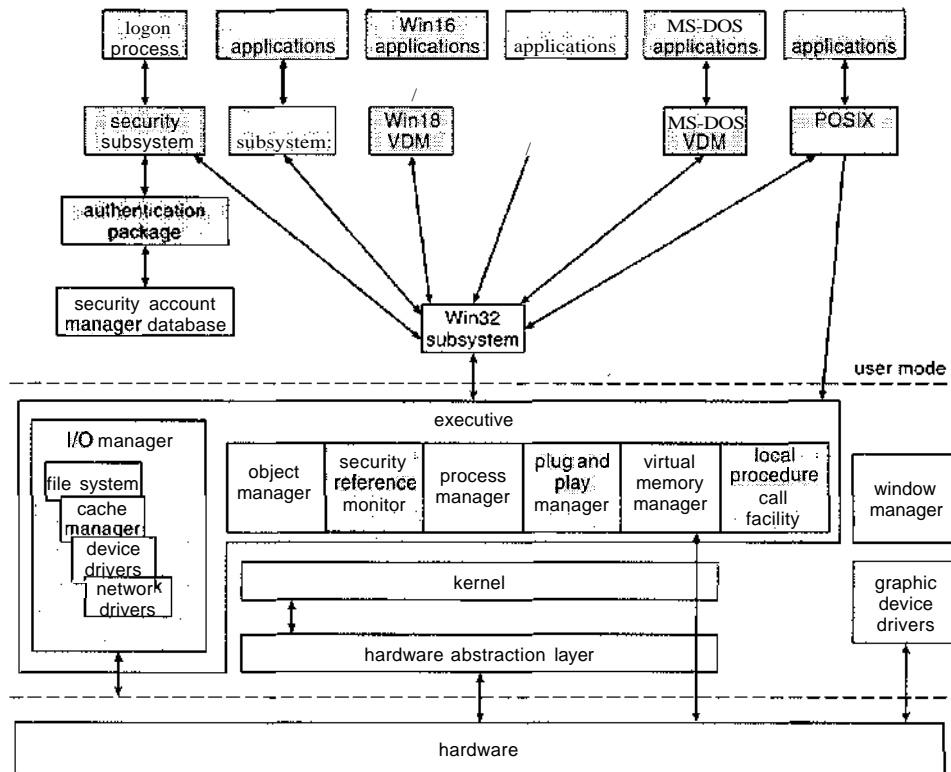 logon
process
applications
Win16
applications
applications
MS-DOS
applications
applications
security
subsystem
subsystem:
Win18
VDM
MS-DOS
VDM
POSIX
authentication
package
security account
manager database
Win32
subsystem
user mode
executive
I/O manager
file system
cache
manager
device
drivers
network
drivers
object
manager
security
reference
monitor
process
manager
plug and
play
manager
virtual
memory
manager
local
procedure
call
facility
window
manager
kernel
graphic
device
drivers
hardware abstraction layer
hardware